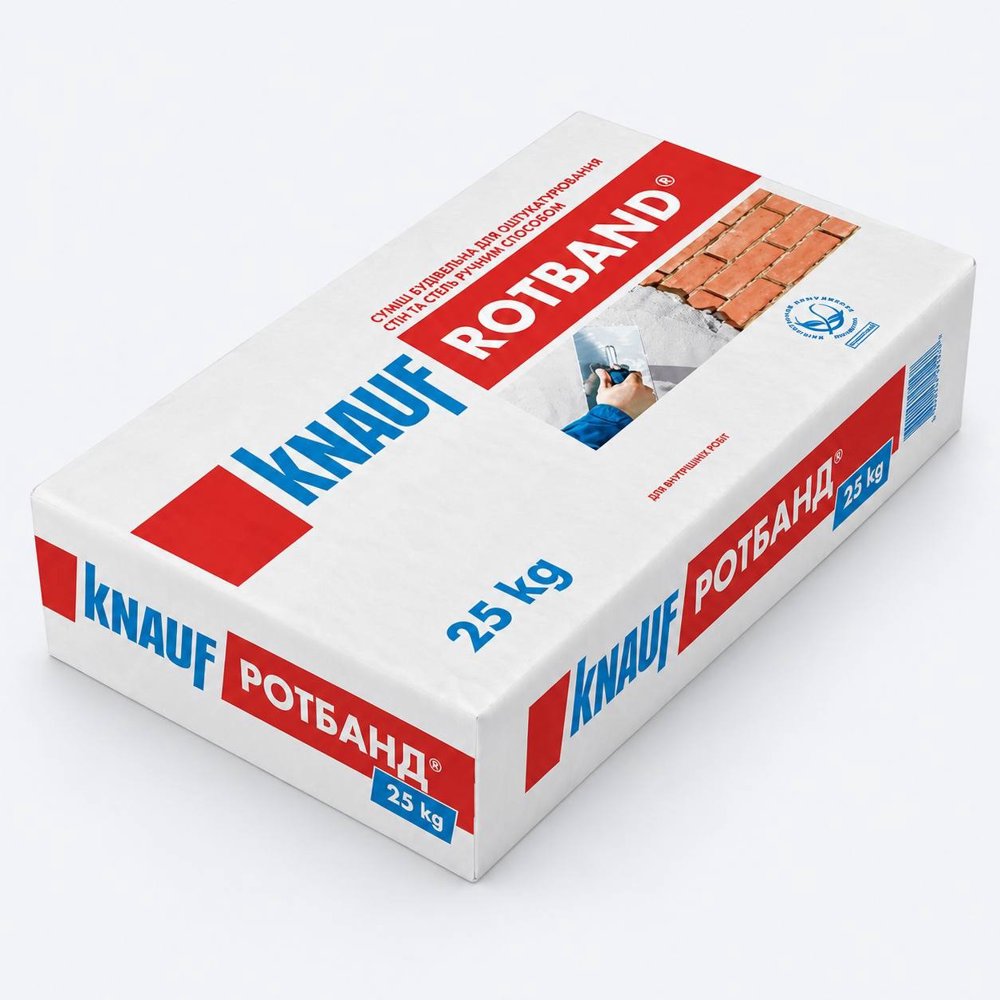 СУМІШ БУДІВЕЛЬНА ДЛЯ ОШТУКАТУРЮВАННЯ
СТІН ТА СТЕЛЬ РУЧНИМ СПОСОБОМ
KNAUF ROTBAND®
ДЛЯ ВНУТРІШНІХ РОБІТ
25 kg
KNAUF РОТБАНД®
25 kg
KNAUF РОТБАНД®
25 kg